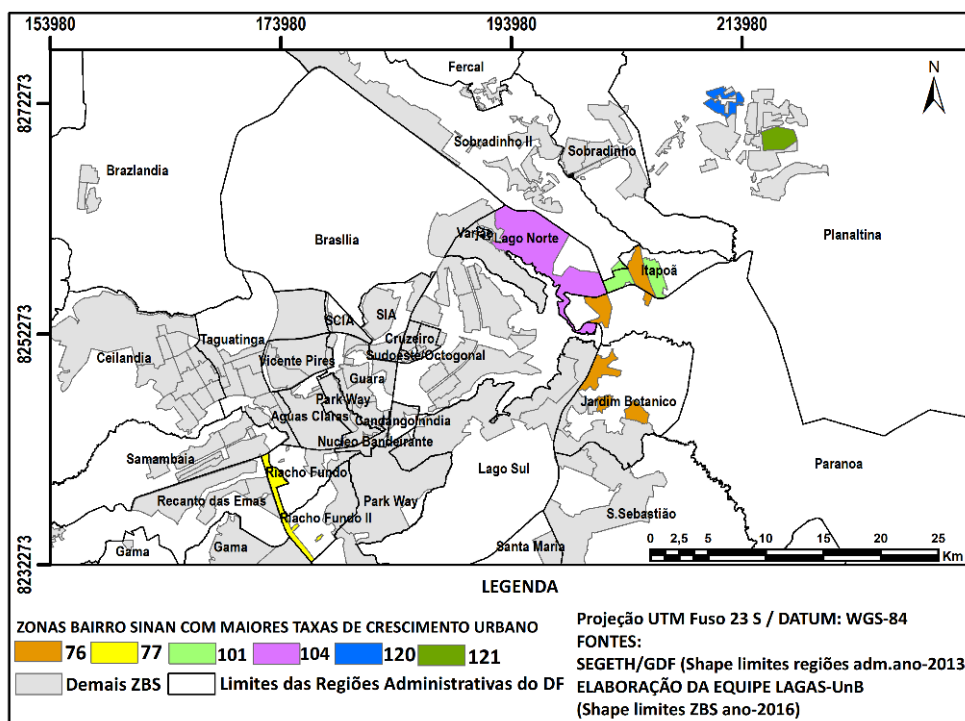 153980 173980 193980 213980
8272273
8252273
8232273
N
Fercal
Sobradinho II
Sobradinho
Brazlandia
Brasília
Varjão
Lago Norte
Planaltina
Itapoã
SCIA
SIA
Taguatinga
Cruzeiro
Ceilandia
Vicente Pires
Sudoeste/Octogonal
Guara
Park Way
Jardim Botanico
Aguas Claras
Candangolandia
Nucleo Bandeirante
Samambaia
Lago Sul
Paranoa
Riacho Fundo
Recanto das Emas
Park Way
Riacho Fundo II
S.Sebastião
Gama
Gama
Santa Maria
0 2,5 5 10 15 20 25
Km
LEGENDA
ZONAS BAIRRO SINAN COM MAIORES TAXAS DE CRESCIMENTO URBANO
76 77 101 104 120 121
Demais ZBS Limites das Regiões Administrativas do DF
Projeção UTM Fuso 23 S / DATUM: WGS-84
FONTES:
SEGETH/GDF (Shape limites regiões adm.ano-2013
ELABORAÇÃO DA EQUIPE LAGAS-UnB
(Shape limites ZBS ano-2016)